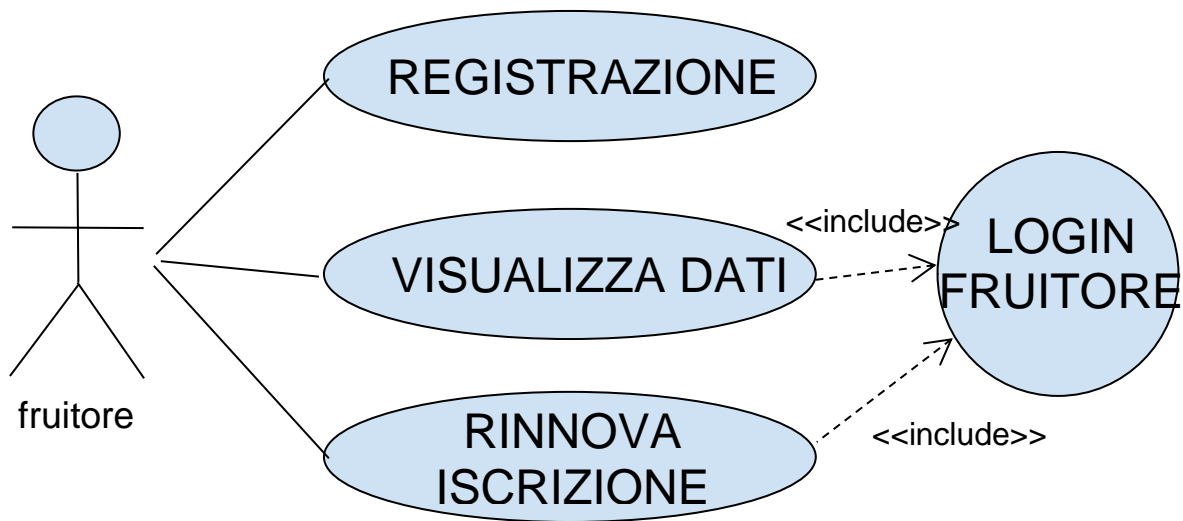 REGISTRAZIONE
<<include>>
VISUALIZZA DATI
LOGIN
FRUITORE
fruitore
RINNOVA
ISCRIZIONE
<<include>>